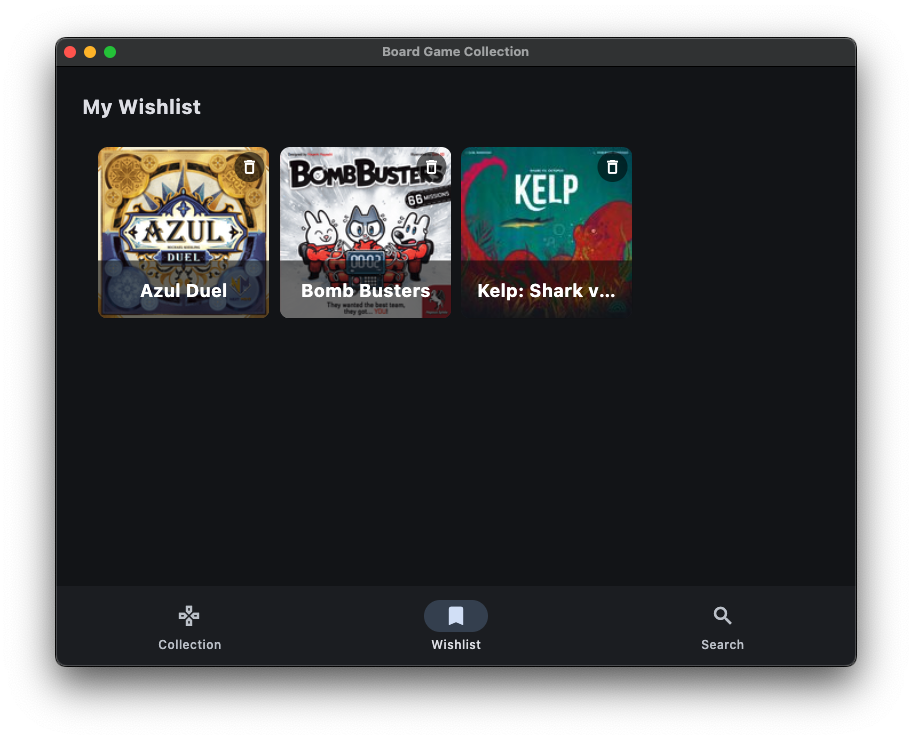 Board Game Collection
My Wishlist
AZUL
DUEL
Azul Duel
BOMBBUSTERS
66 MISSIONS
00:02
Bomb Busters
They wanted the best team,
they got... YOU!
KELP
Kelp: Shark v...
Collection
Wishlist
Search